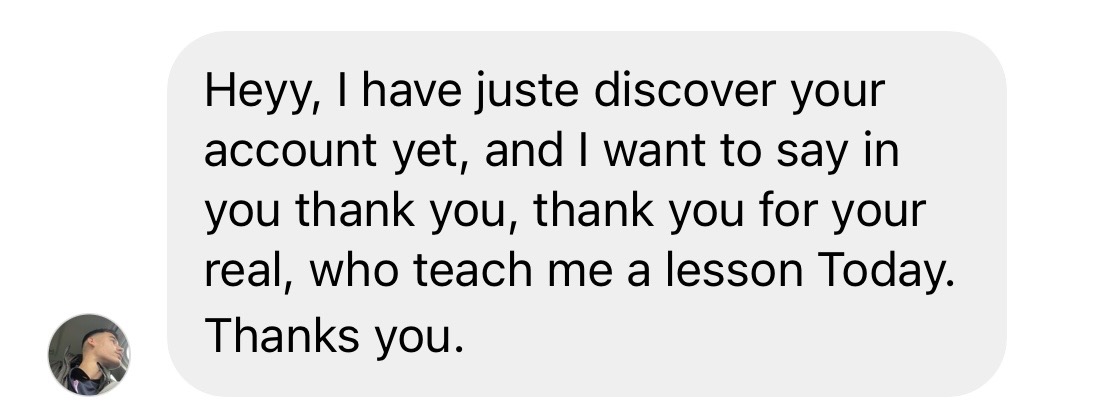 Heyy, I have juste discover your
account yet, and I want to say in
you thank you, thank you for your
real, who teach me a lesson Today.
Thanks you.